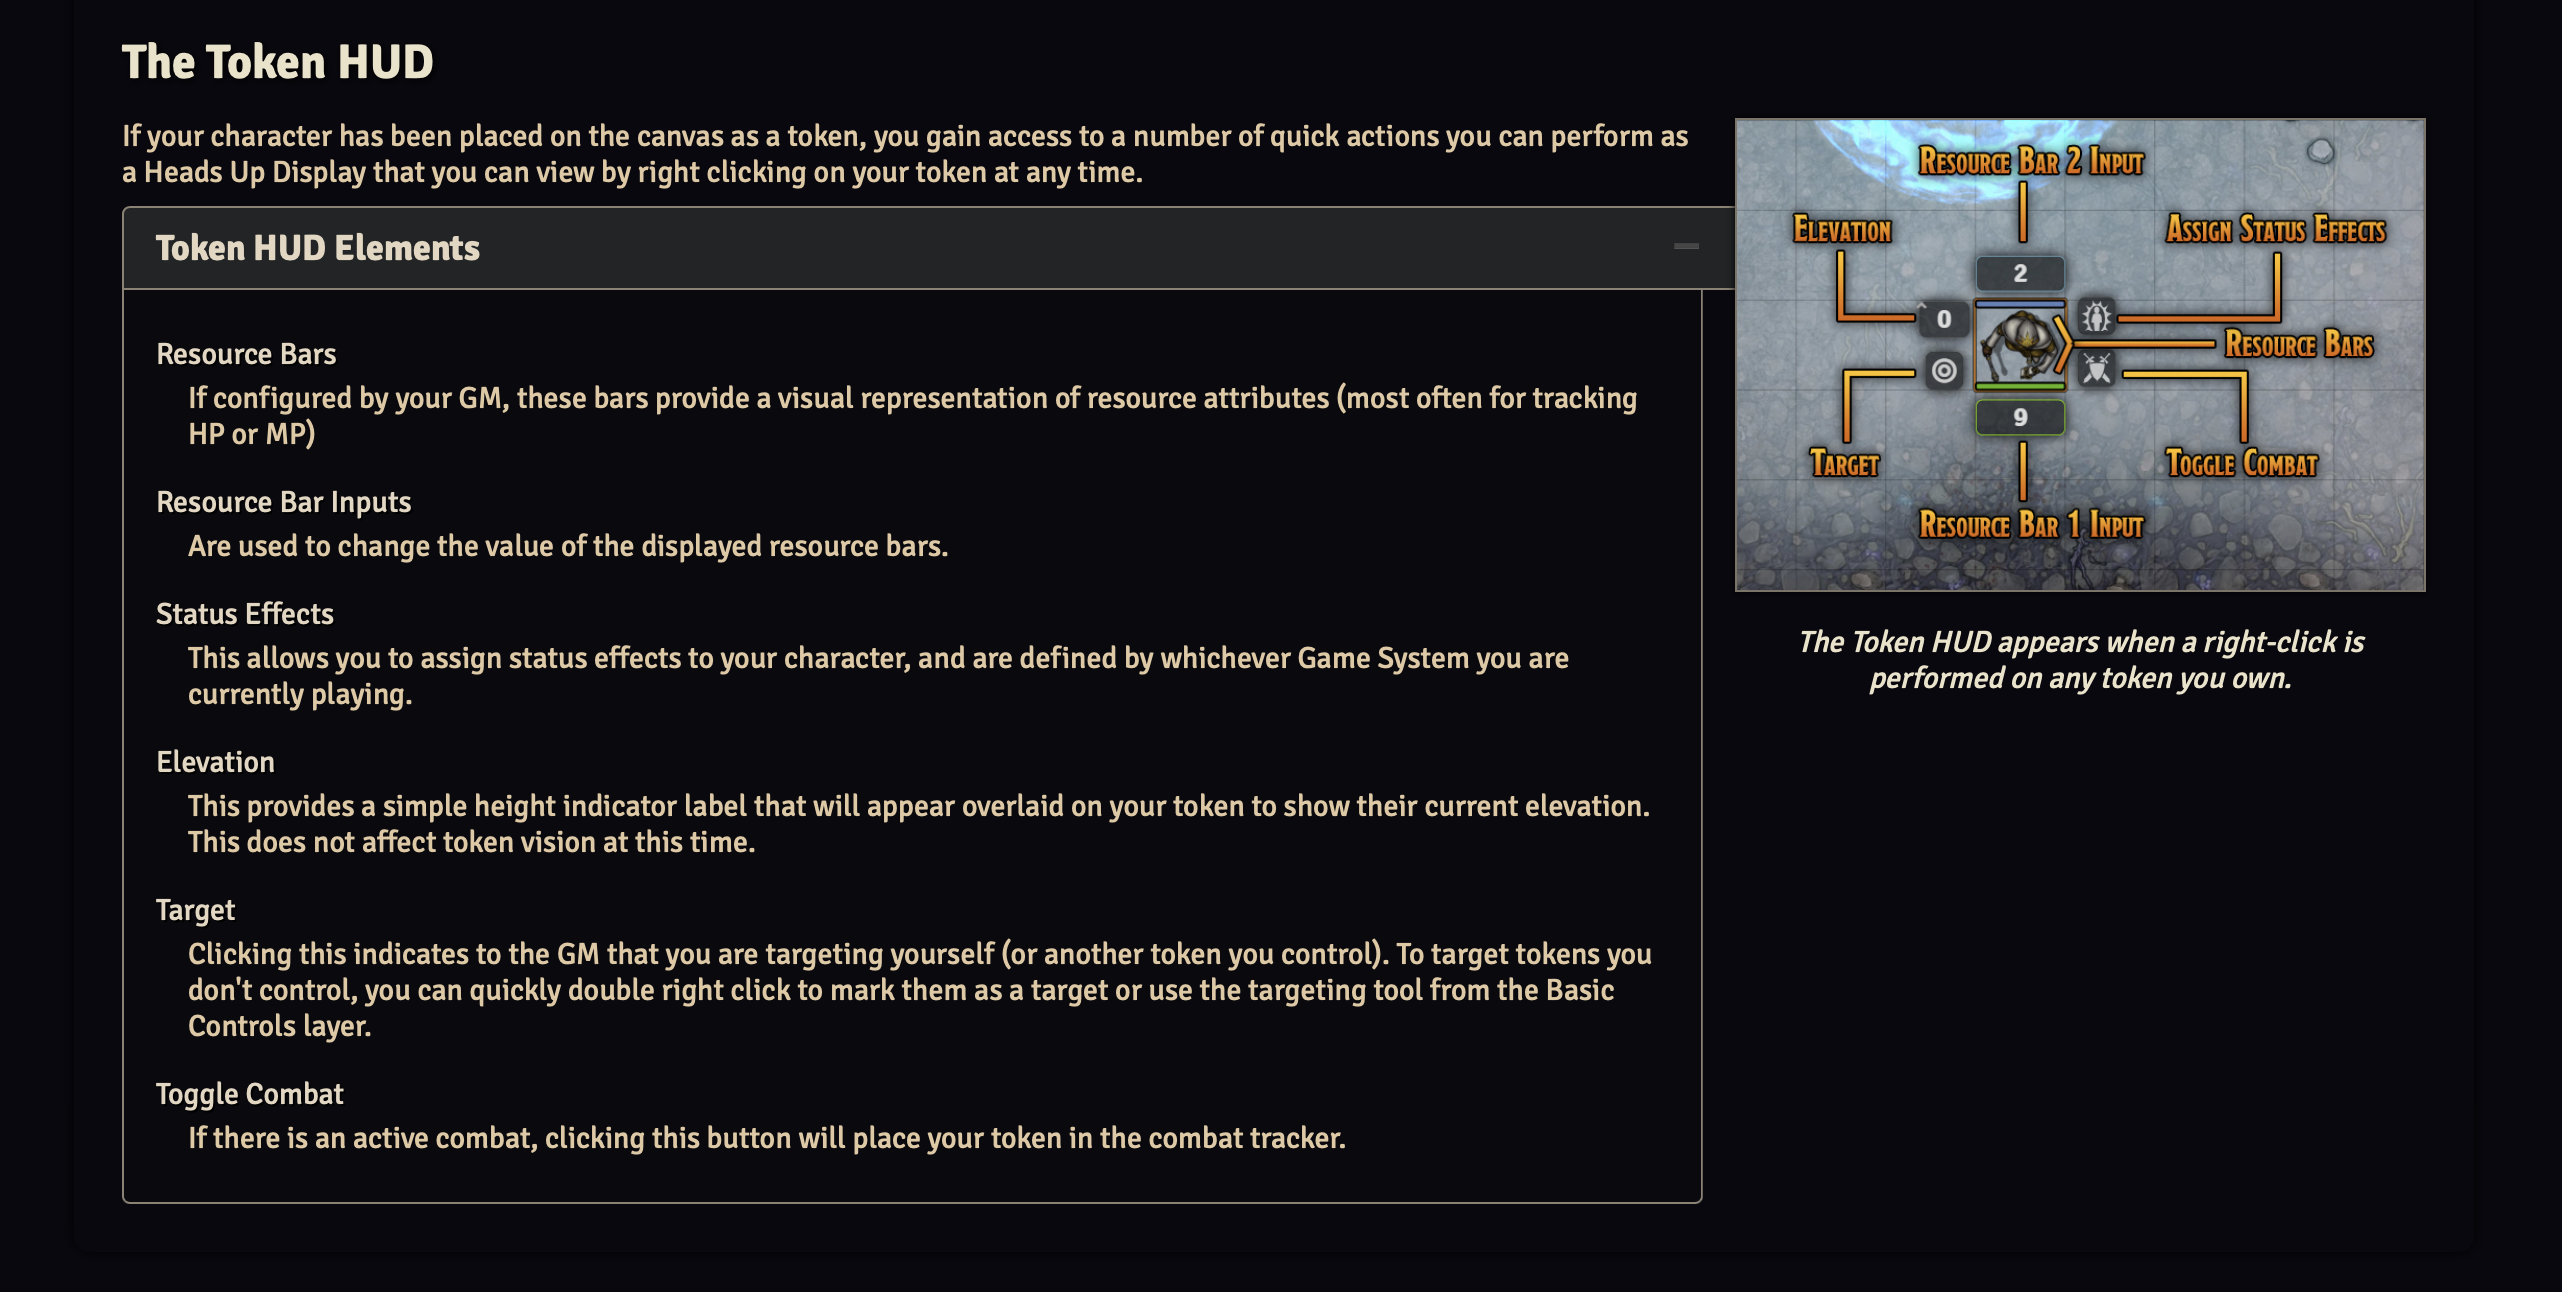 The Token HUD
If your character has been placed on the canvas as a token, you gain access to a number of quick actions you can perform as
a Heads Up Display that you can view by right clicking on your token at any time.
Token HUD Elements
Resource Bars
If configured by your GM, these bars provide a visual representation of resource attributes (most often for tracking
HP or MP)
Resource Bar Inputs
Are used to change the value of the displayed resource bars.
Status Effects
This allows you to assign status effects to your character, and are defined by whichever Game System you are
currently playing.
Elevation
This provides a simple height indicator label that will appear overlaid on your token to show their current elevation.
This does not affect token vision at this time.
Target
Clicking this indicates to the GM that you are targeting yourself (or another token you control). To target tokens you
don't control, you can quickly double right click to mark them as a target or use the targeting tool from the Basic
Controls layer.
Toggle Combat
If there is an active combat, clicking this button will place your token in the combat tracker.
Resource Bar 2 Input
Elevation
Assign Status Effects
2
0
Resource Bars
9
Target
Toggle Combat
Resource Bar 1 Input
The Token HUD appears when a right-click is
performed on any token you own.